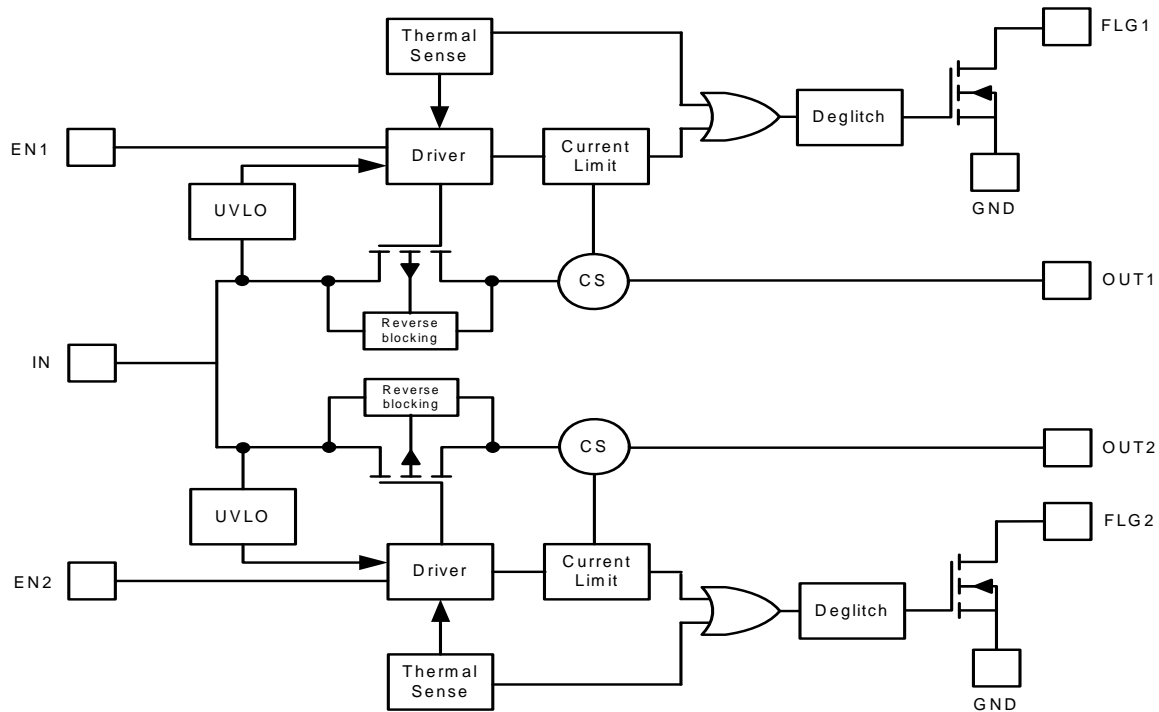 Thermal
Sense
FLG1
Deglitch
EN1
Driver
Current
Limit
UVLO
GND
CS
OUT1
Reverse
blocking
IN
Reverse
blocking
CS
OUT2
UVLO
FLG2
EN2
Driver
Current
Limit
Deglitch
Thermal
Sense
GND